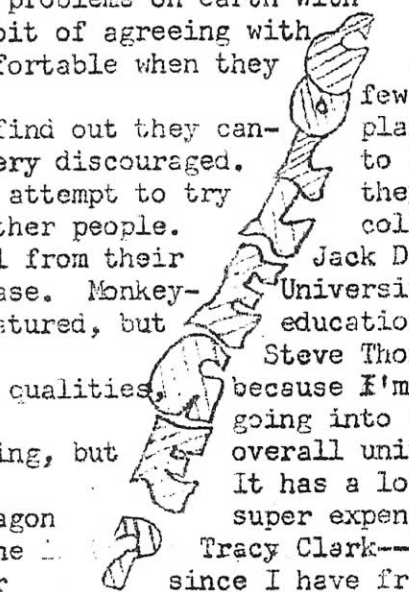 problems on earth with
bit of agreeing with
fortable when they
find out they can-
ery discouraged.
attempt to try
ther people.
l from their
ase. Monkey-
atured, but
qualities,
ing, but
agon
ne
r
few
pla
to
the
col
Jack D
Universi
educatio
Steve Tho
because I'm
going into
overall uni
It has a lo
super expen
Tracy Clark--
since I have fr